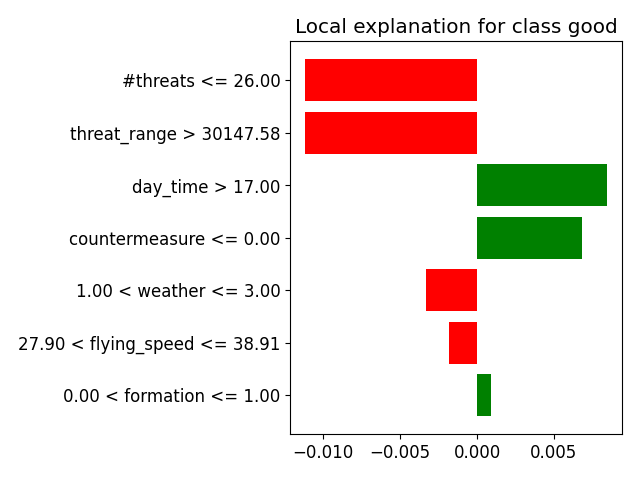 Local explanation for class good
#threats <= 26.00
threat_range > 30147.58
day_time > 17.00
countermeasure <= 0.00
1.00 < weather <= 3.00
27.90 < flying_speed <= 38.91
0.00 < formation <= 1.00
−0.010 −0.005 0.000 0.005